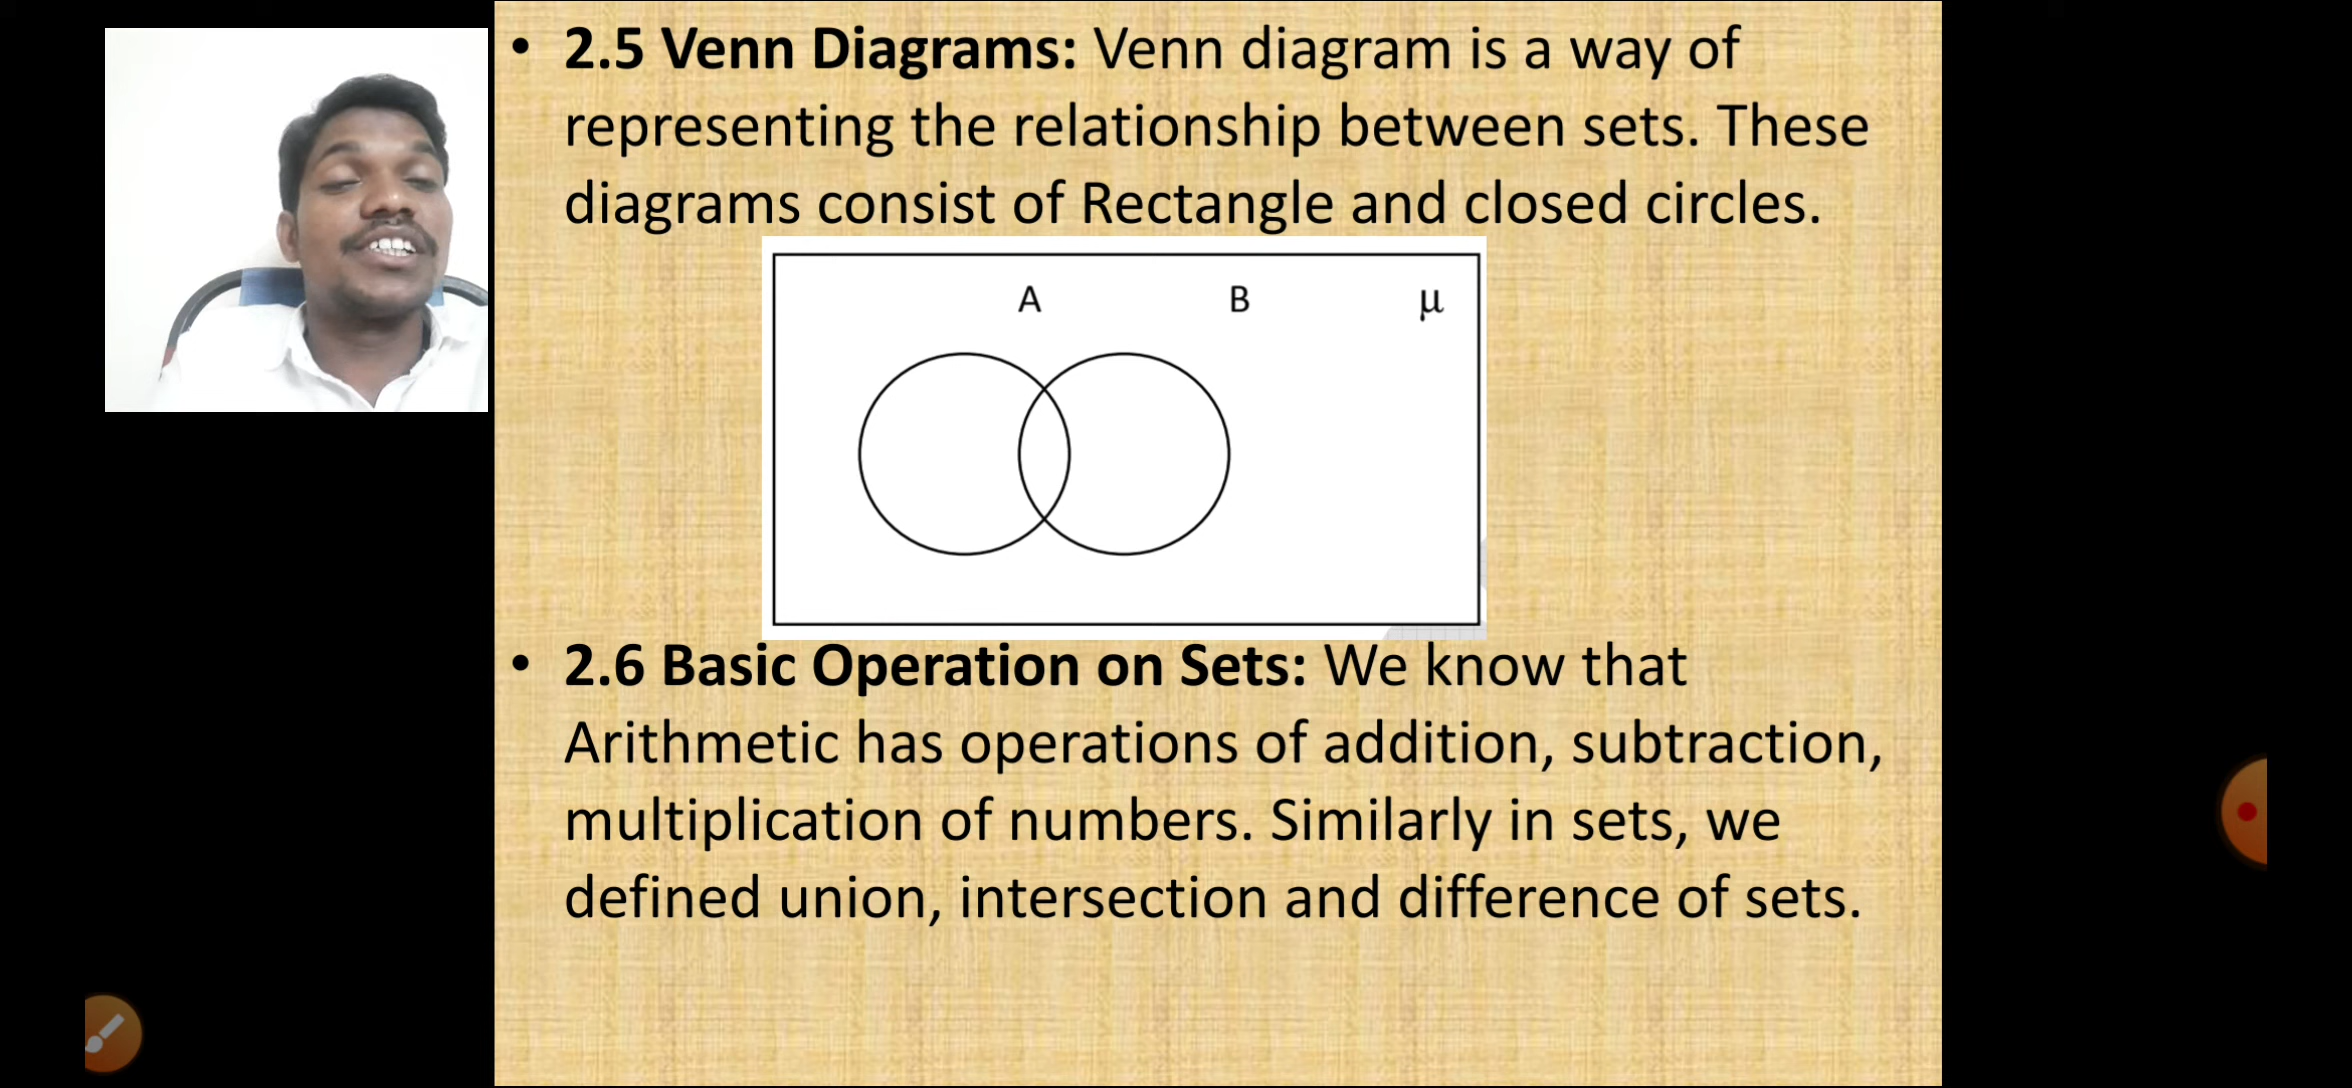 • 2.5 Venn Diagrams: Venn diagram is a way of
representing the relationship between sets. These
diagrams consist of Rectangle and closed circles.
A B μ
• 2.6 Basic Operation on Sets: We know that
Arithmetic has operations of addition, subtraction,
multiplication of numbers. Similarly in sets, we
defined union, intersection and difference of sets.